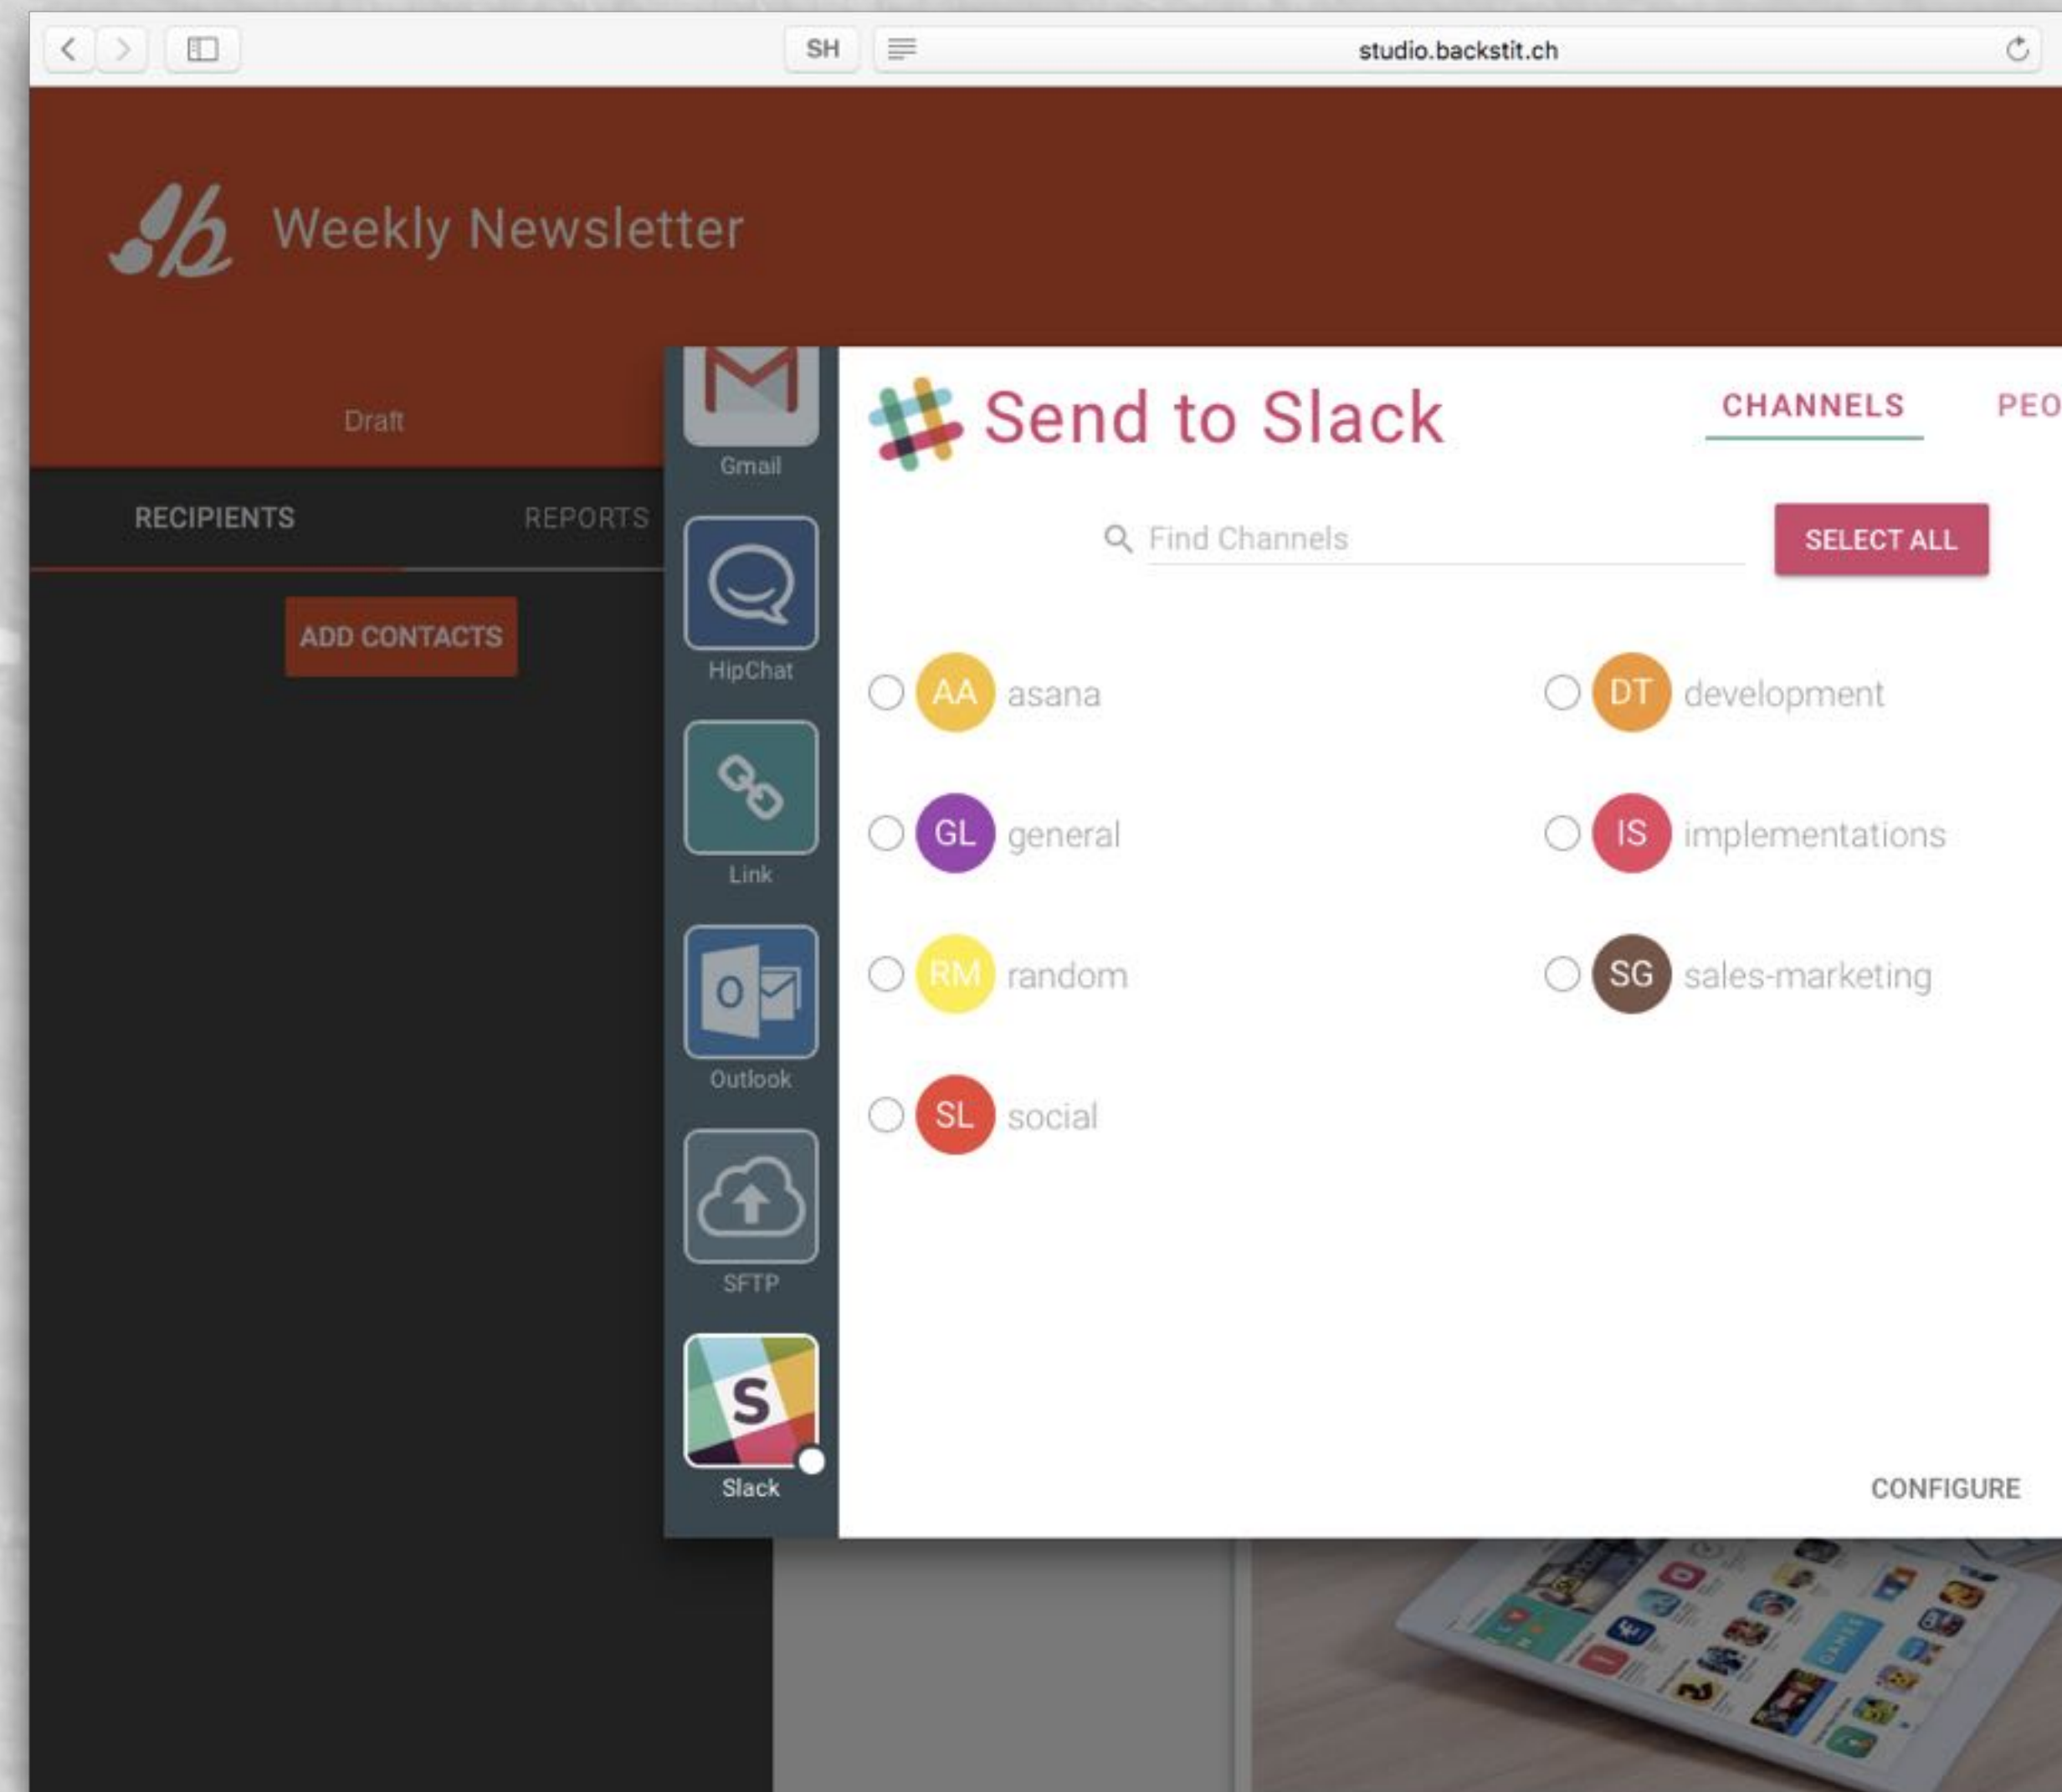 SH
studio.backstit.ch
Weekly Newsletter
Draft
RECIPIENTS
REPORTS
ADD CONTACTS
Gmail
HipChat
Link
Outlook
SFTP
S
Slack
Send to Slack
CHANNELS
PEO
Find Channels
SELECT ALL
AA asana
DT development
GL general
IS implementations
RM random
SG sales-marketing
SL social
CONFIGURE
GAMES